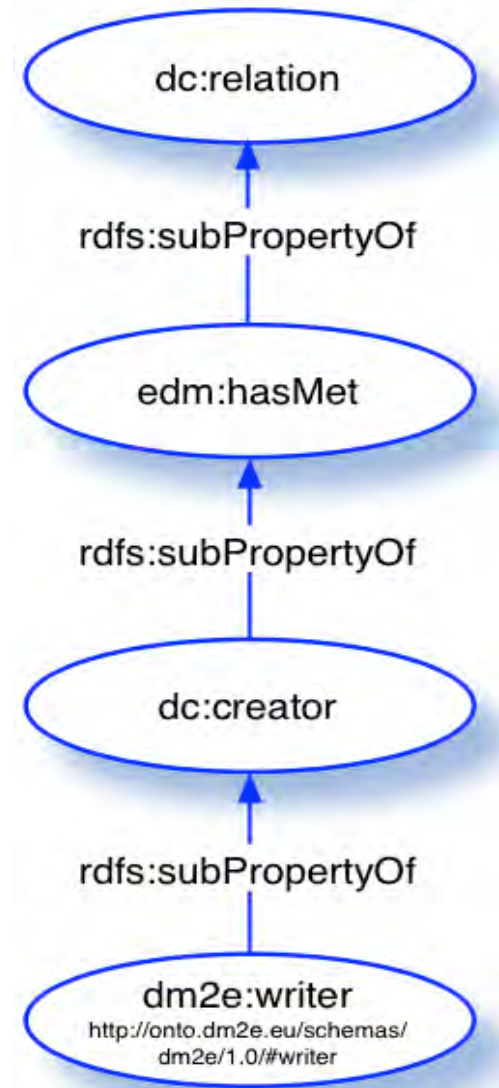 dc:relation
rdfs:subPropertyOf
edm:hasMet
rdfs:subPropertyOf
dc:creator
rdfs:subPropertyOf
dm2e:writer
http://onto.dm2e.eu/schemas/
dm2e/1.0/#writer